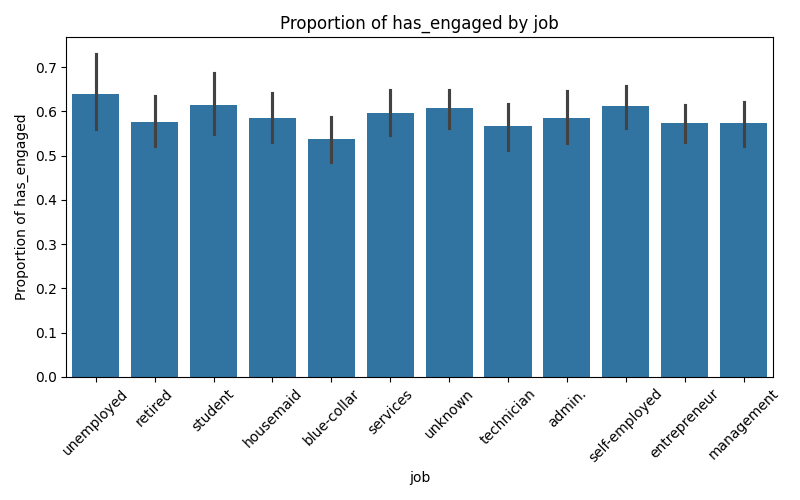 Proportion of has_engaged by job
Proportion of has_engaged
0.7
0.6
0.5
0.4
0.3
0.2
0.1
0.0
unemployed
retired
student
housemaid
blue-collar
services
unknown
technician
admin.
self-employed
entrepreneur
management
job